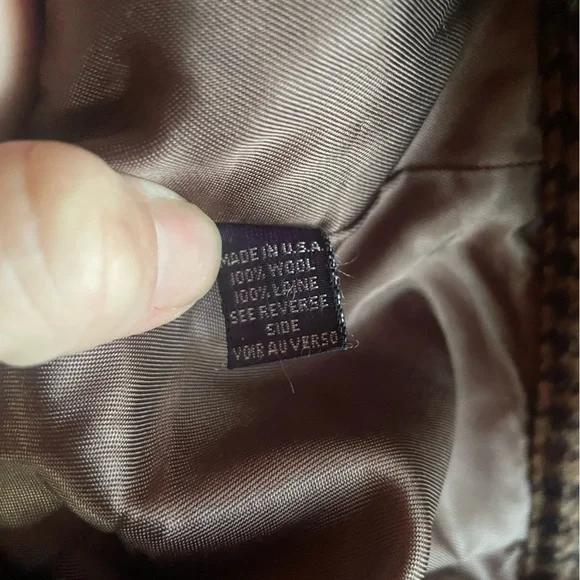 MADE IN U.S.A
100% WOOL
100% LAINE
SEE REVERSE
SIDE
VOIR AU VERSO